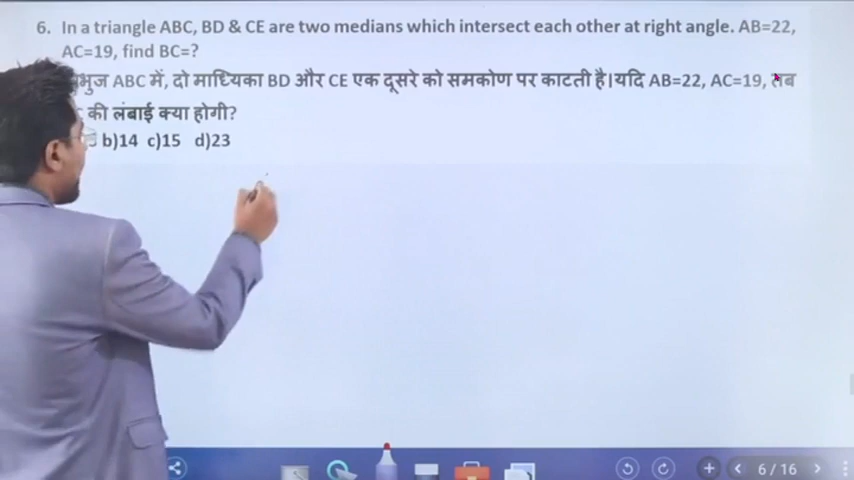 6. In a triangle ABC, BD & CE are two medians which intersect each other at right angle. AB=22,
AC=19, find BC=?
ABC में, दो माध्यिका BD और CE एक दूसरे को समकोण पर काटती है।यदि AB=22, AC=19, तब
की लंबाई क्या होगी?
b)14 c)15 d)23
6 / 16